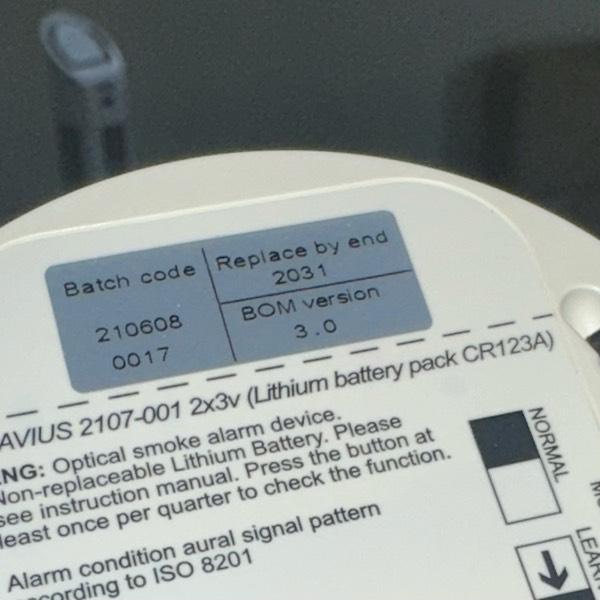 Batch code
210608
0017
Replace by end
2031
BOM version
3.0
AVIUS 2107-001 2x3v (Lithium battery pack CR123A)
NG: Optical smoke alarm device.
Non-replaceable Lithium Battery. Please
see instruction manual. Press the button at
least once per quarter to check the function.
Alarm condition aural signal pattern
cording to ISO 8201
NORMAL
LEARN